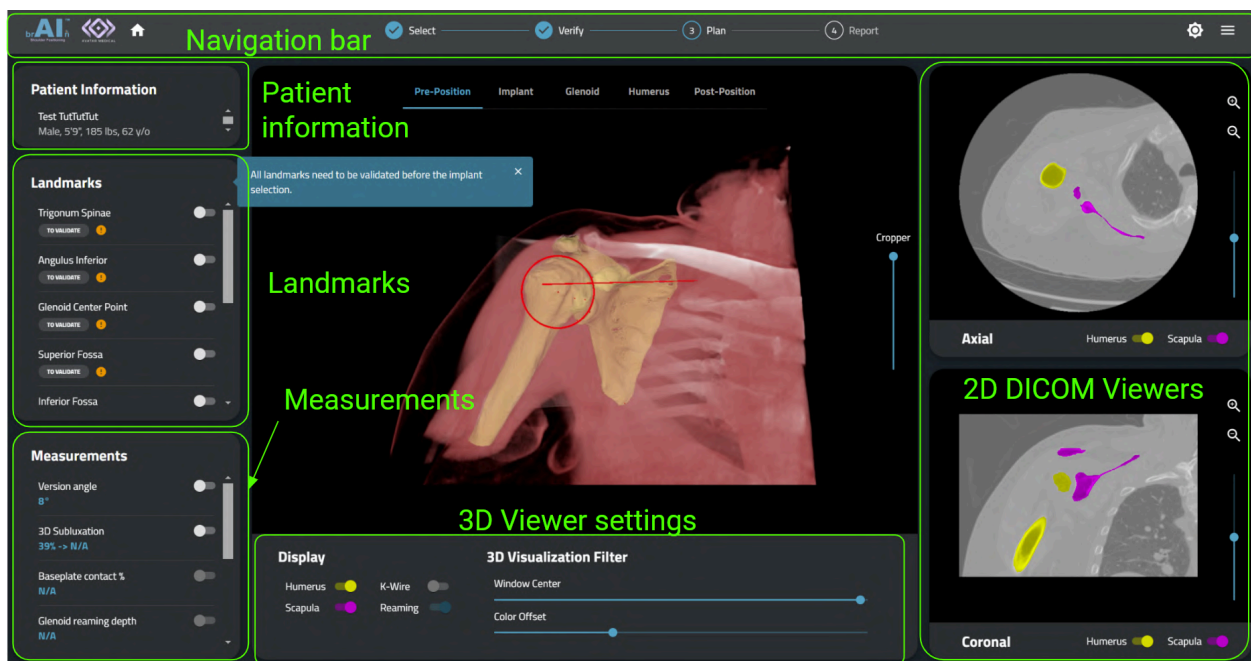 brAIn
Shoulder Positioning
AVATAR MEDICAL
Navigation bar
Select
Verify
3 Plan
4 Report
Patient Information
Test TutTutTut
Male, 5'9", 185 lbs, 62 y/o
Patient
information
Pre-Position Implant Glenoid Humerus Post-Position
All landmarks need to be validated before the implant
selection.
×
Landmarks
Trigonum Spinae
TO VALIDATE !
Angulus Inferior
TO VALIDATE !
Glenoid Center Point
TO VALIDATE !
Superior Fossa
TO VALIDATE !
Inferior Fossa
Landmarks
Measurements
Cropper
Measurements
Version angle
8°
3D Subluxation
39% -> N/A
Baseplate contact %
N/A
Glenoid reaming depth
N/A
3D Viewer settings
Display
Humerus
K-Wire
Scapula
Reaming
3D Visualization Filter
Window Center
Color Offset
Axial
Humerus
Scapula
2D DICOM Viewers
Coronal
Humerus
Scapula